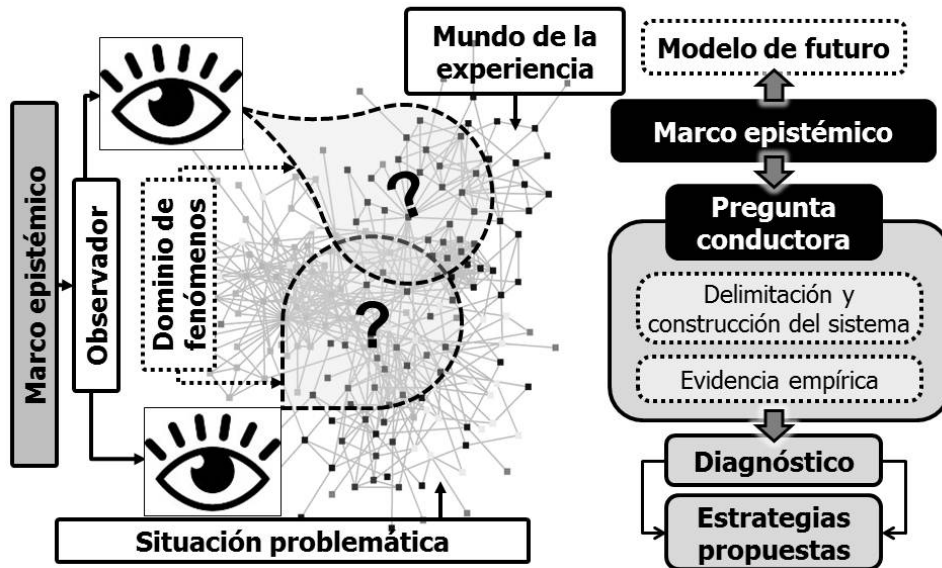 Marco epistémico
Observador
Dominio de
fenómenos
?
?
Mundo de la
experiencia
Situación problemática
Modelo de futuro
Marco epistémico
Pregunta
conductora
Delimitación y
construcción del sistema
Evidencia empírica
Diagnóstico
Estrategias
propuestas